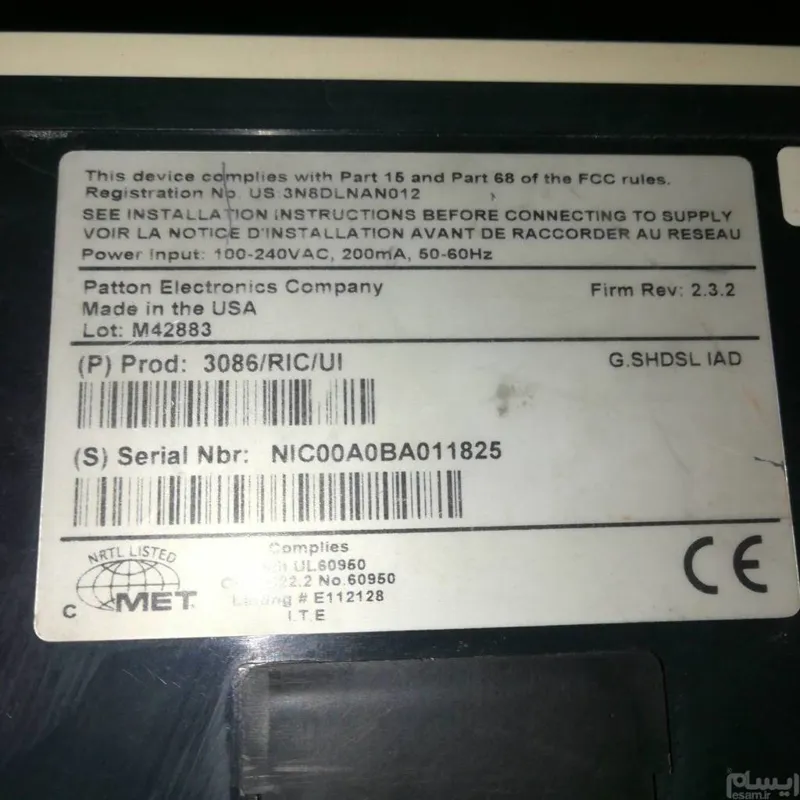 This device complies with Part 15 and Part 68 of the FCC rules.
Registration No. US 3N8DLNAN012
SEE INSTALLATION INSTRUCTIONS BEFORE CONNECTING TO SUPPLY
VOIR LA NOTICE D'INSTALLATION AVANT DE RACCORDER AU RESEAU
Power Input: 100-240VAC, 200mA, 50-60Hz
Patton Electronics Company
Firm Rev: 2.3.2
Made in the USA
Lot: M42883
(P) Prod: 3086/RIC/UI
G.SHDSL IAD
(S) Serial Nbr: NIC00A0BA011825
NRTL LISTED
C MET
Complies
UL60950
22.2 No.60950
Listing # E112128
I.T.E
CE
ایسام
esam.ir